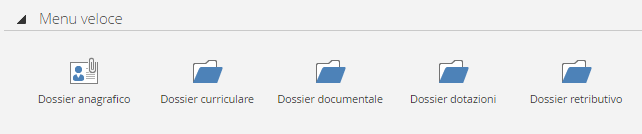 Menu veloce
Dossier anagrafico
Dossier curriculare
Dossier documentale
Dossier dotazioni
Dossier retributivo